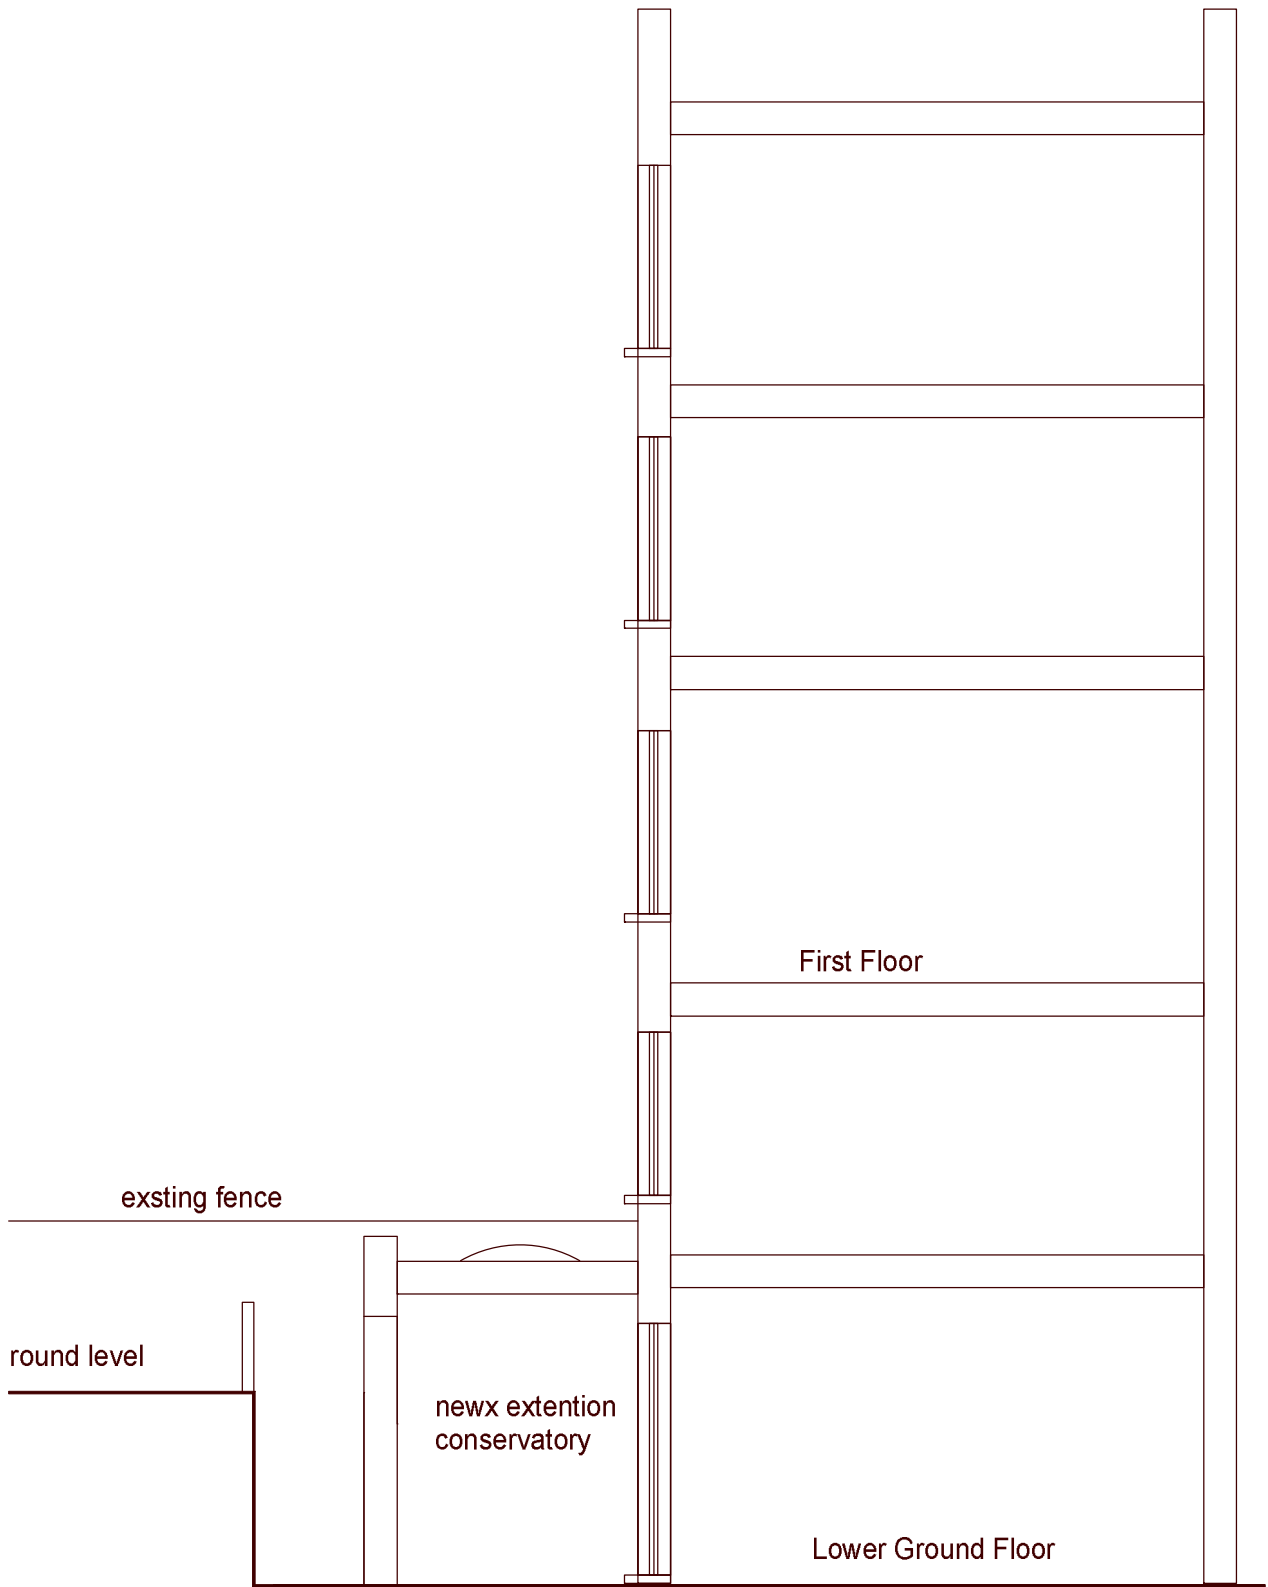 First Floor
exsting fence
round level
newx extention
conservatory
Lower Ground Floor